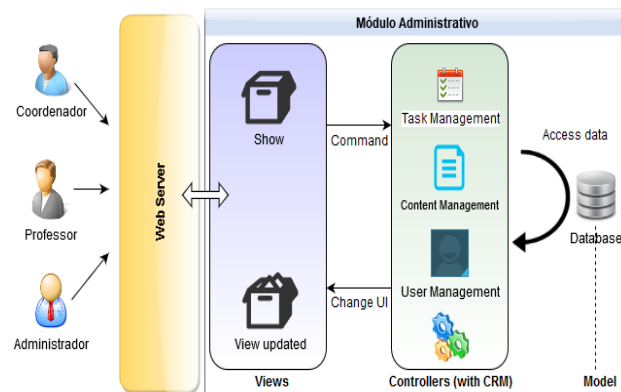 Módulo Administrativo
Coordenador
Professor
Administrador
Web Server
Show
View updated
Views
Command
Change UI
Task Management
Content Management
User Management
Controllers (with CRM)
Access data
Database
Model